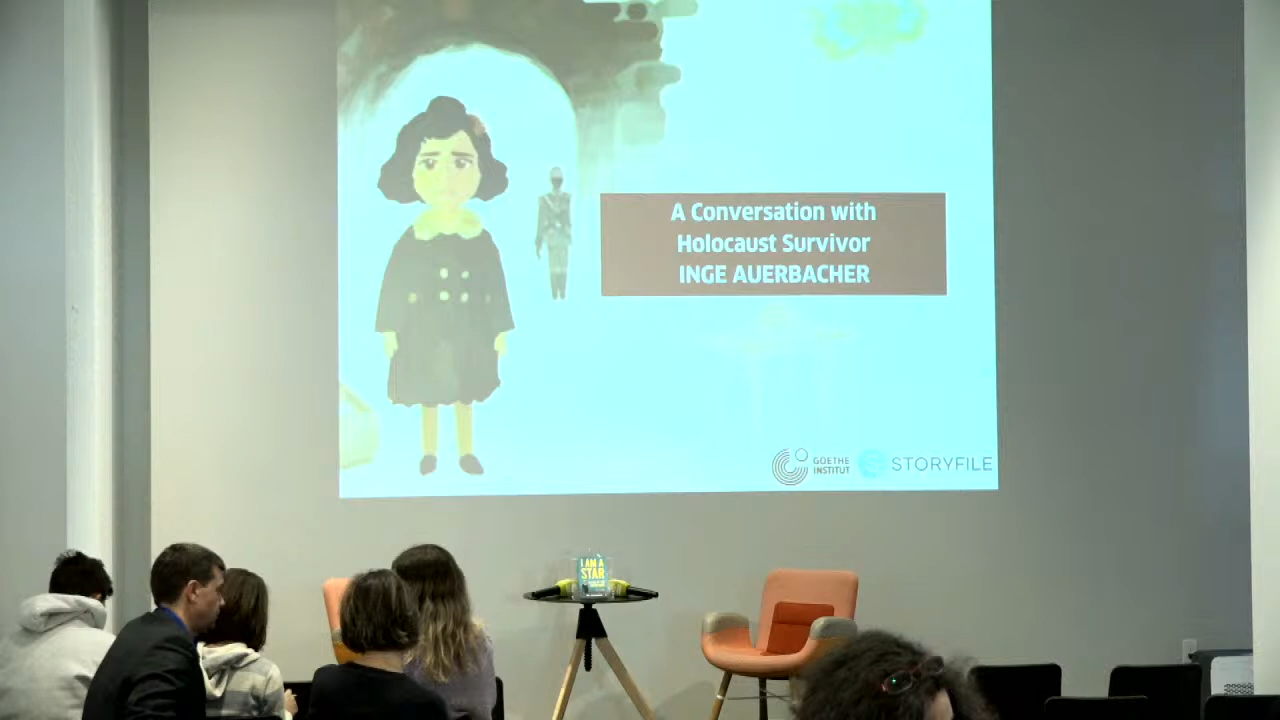 A Conversation with
Holocaust Survivor
INGE AUERBACHER
GOETHE
INSTITUT
STORYFILE
I AM A
STAR